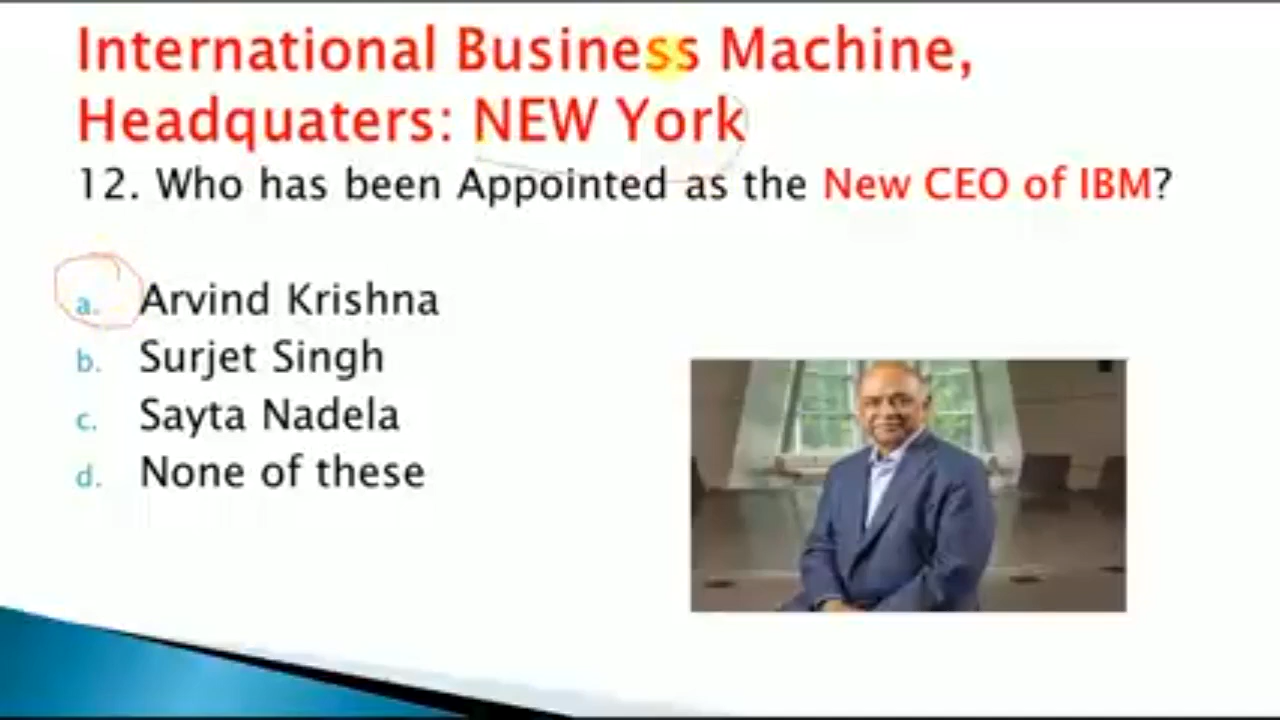 International Business Machine,
Headquaters: NEW York
12. Who has been Appointed as the New CEO of IBM?
a. Arvind Krishna
b. Surjet Singh
c. Sayta Nadela
d. None of these